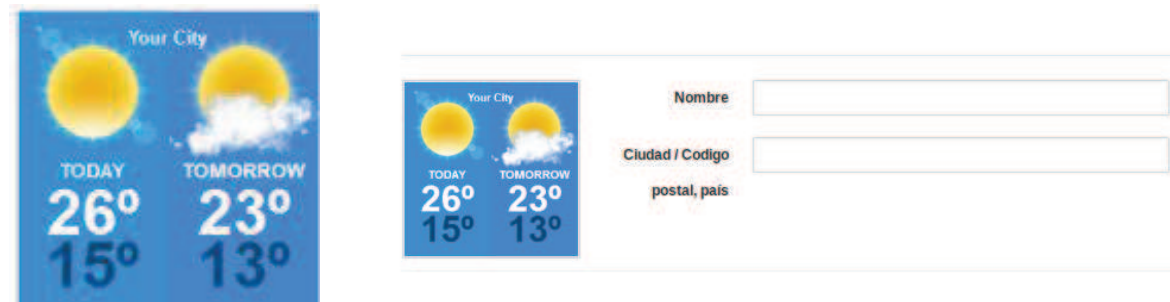 Your City
TODAY TOMORROW
26º 23º
15º 13º
Your City
TODAY TOMORROW
26º 23º
15º 13º
Nombre
Ciudad / Codigo
postal, país